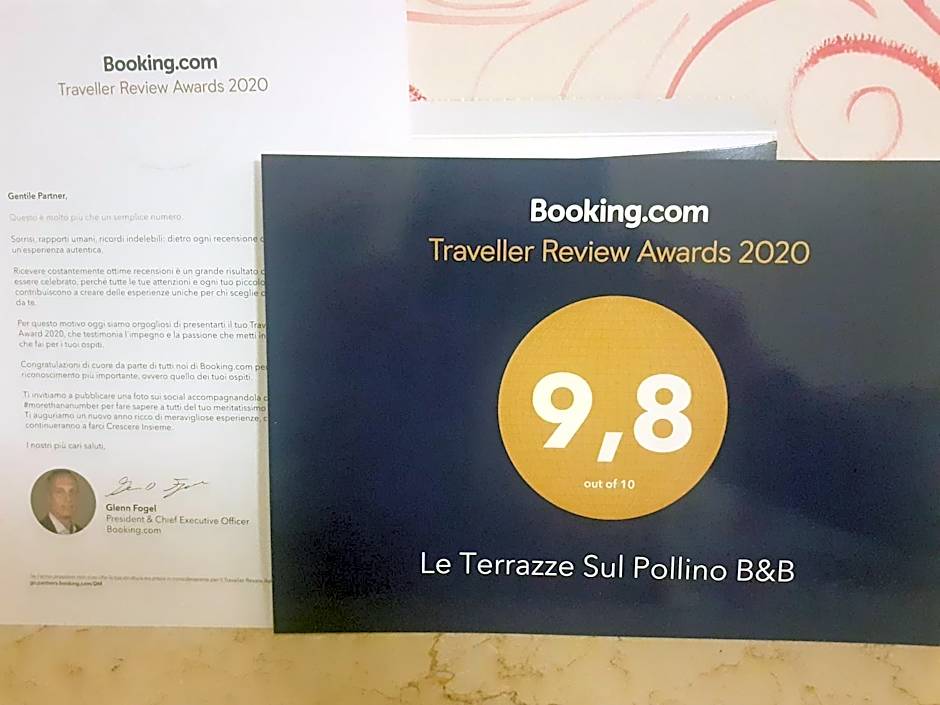 Booking.com
Traveller Review Awards 2020
Gentile Partner,
Questo è molto più che un semplice numero.
Sorrisi, rapporti umani, ricordi indelebili: dietro ogni recensione
un'esperienza autentica.
Ricevere costantemente ottime recensioni è un grande risultato
essere celebrato, perché tutte le tue attenzioni e ogni tuo piccolo
contribuiscono a creare delle esperienze uniche per chi sceglie
da te.
Per questo motivo oggi siamo orgogliosi di presentarti il tuo Trav
Award 2020, che testimonia l'impegno e la passione che metti in
che fai per i tuoi ospiti.
Congratulazioni di cuore da parte di tutti noi di Booking.com per
riconoscimento più importante, ovvero quello dei tuoi ospiti.
Ti invitiamo a pubblicare una foto sui social accompagnandola
#morethananumber per fare sapere a tutti del tuo meritatissimo
Ti auguriamo un nuovo anno ricco di meravigliose esperienze,
continueranno a farci Crescere Insieme.
I nostri più cari saluti,
Glenn Fogel
President & Chief Executive Officer
Booking.com
Booking.com
Traveller Review Awards 2020
9,8
out of 10
Le Terrazze Sul Pollino B&B